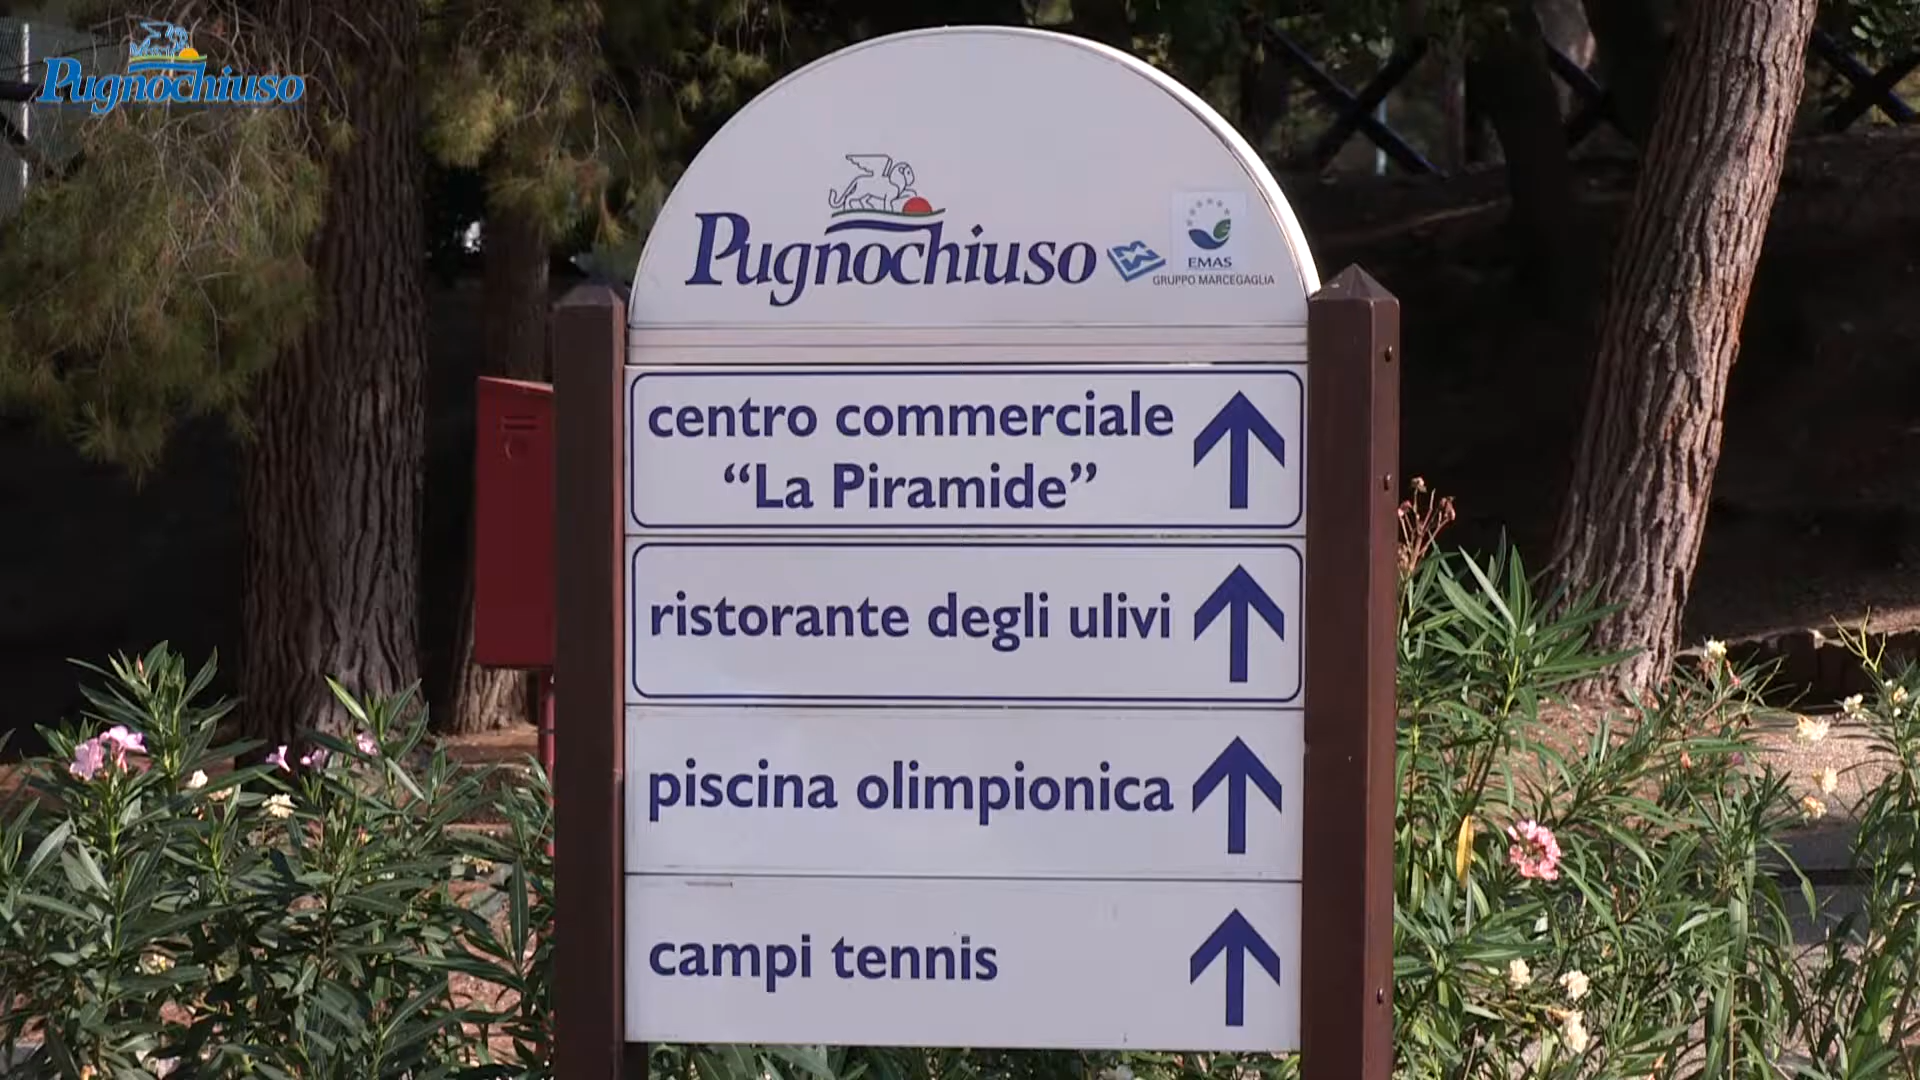 Pugnochiuso
Pugnochiuso
EMAS
GRUPPO MARCEGAGLIA
centro commerciale
“La Piramide”
ristorante degli ulivi
piscina olimpionica
campi tennis